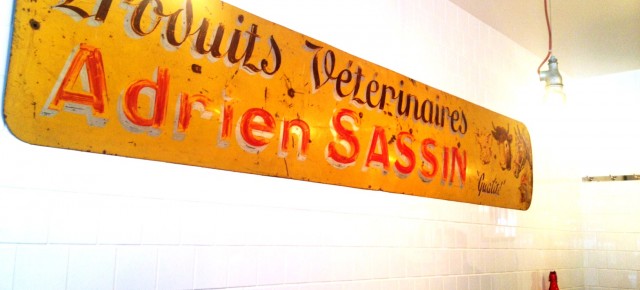 Produits Vétérinaires
Adrien SASSIN
"Qualité"